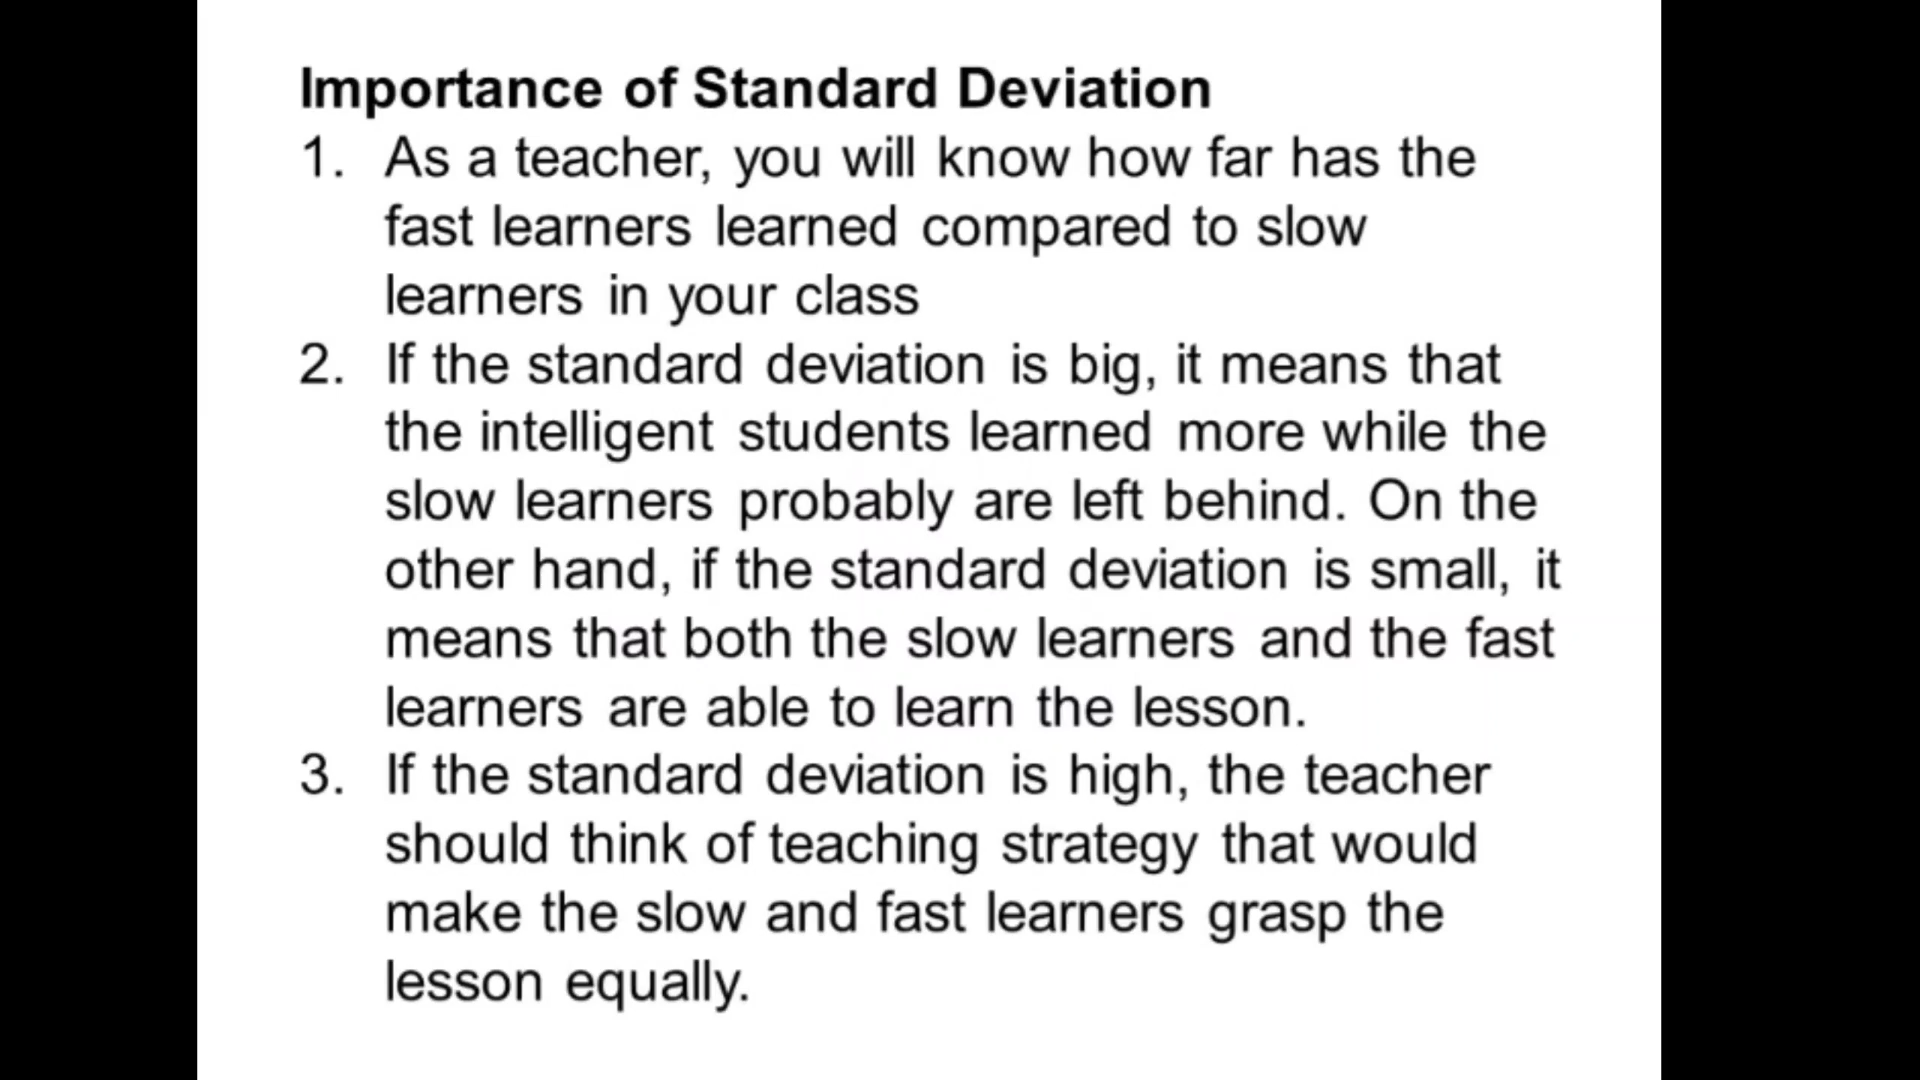 Importance of Standard Deviation
1. As a teacher, you will know how far has the
fast learners learned compared to slow
learners in your class
2. If the standard deviation is big, it means that
the intelligent students learned more while the
slow learners probably are left behind. On the
other hand, if the standard deviation is small, it
means that both the slow learners and the fast
learners are able to learn the lesson.
3. If the standard deviation is high, the teacher
should think of teaching strategy that would
make the slow and fast learners grasp the
lesson equally.